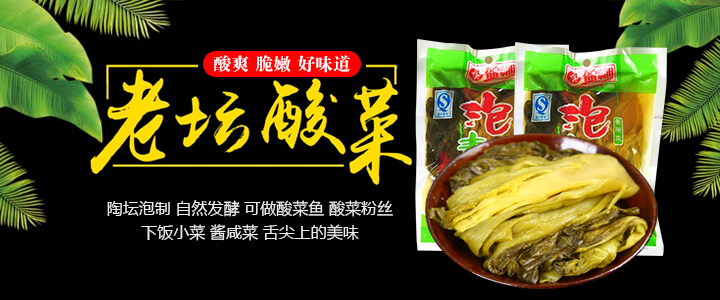 酸爽 脆嫩 好味道
老坛酸菜
陶坛泡制 自然发酵 可做酸菜鱼 酸菜粉丝
下饭小菜 酱咸菜 舌尖上的美味
泡
泡